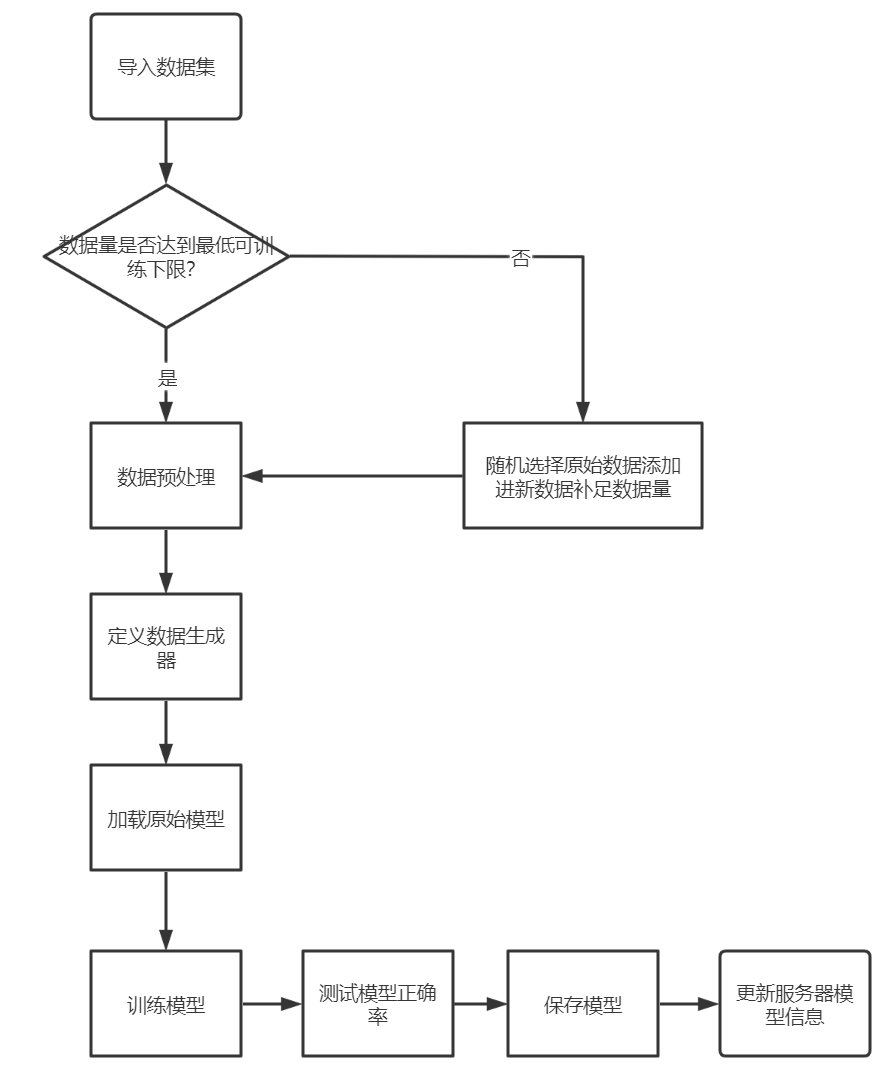 导入数据集
数据量是否达到最低可训
练下限?
否
是
数据预处理
随机选择原始数据添加
进新数据补足数据量
定义数据生成
器
加载原始模型
训练模型
测试模型正确
率
保存模型
更新服务器模
型信息